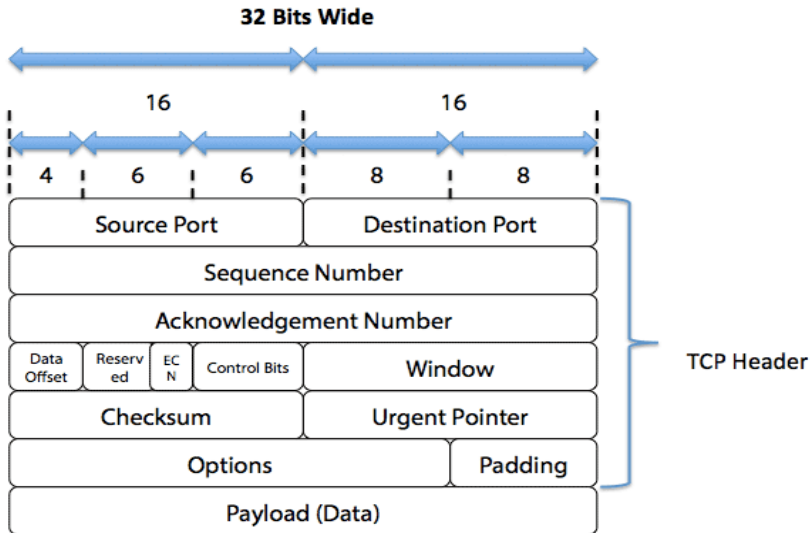 32 Bits Wide
16 16
4 6 6 8 8
Source Port Destination Port
Sequence Number
Acknowledgement Number
Data Offset Reserv ed EC N Control Bits Window
TCP Header
Checksum Urgent Pointer
Options Padding
Payload (Data)